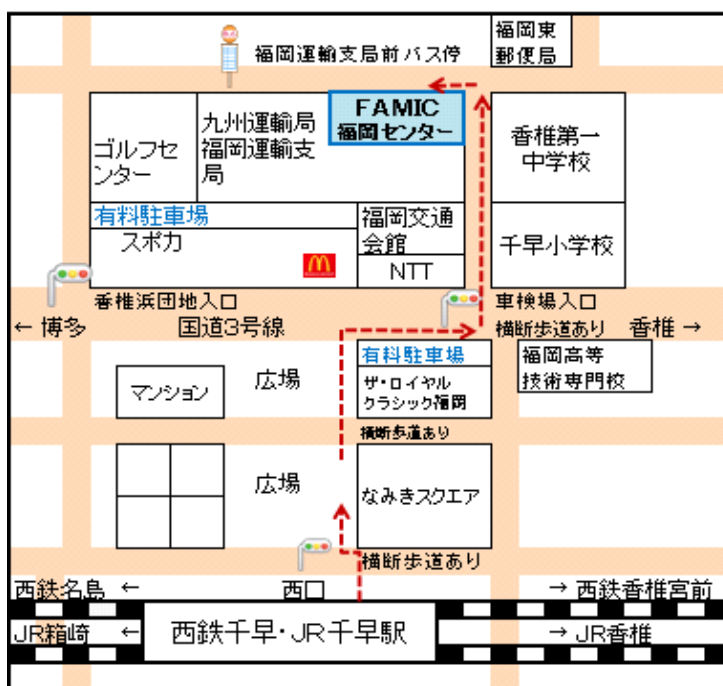 福岡東
郵便局
福岡運輸支局前バス停
FAMIC
福岡センター
九州運輸局
福岡運輸支
局
ゴルフセ
ンター
香椎第一
中学校
有料駐車場
スポカ
福岡交通
会館
NTT
千早小学校
香椎浜団地入口
車検場入口
← 博多
国道3号線
横断歩道あり
香椎 →
有料駐車場
福岡高等
技術専門校
ザ・ロイヤル
クラシック福岡
マンション
広場
横断歩道あり
広場
なみきスクエア
横断歩道あり
西鉄名島 ←
西口
→ 西鉄香椎宮前
JR箱崎 ←
西鉄千早・JR千早駅
→ JR香椎